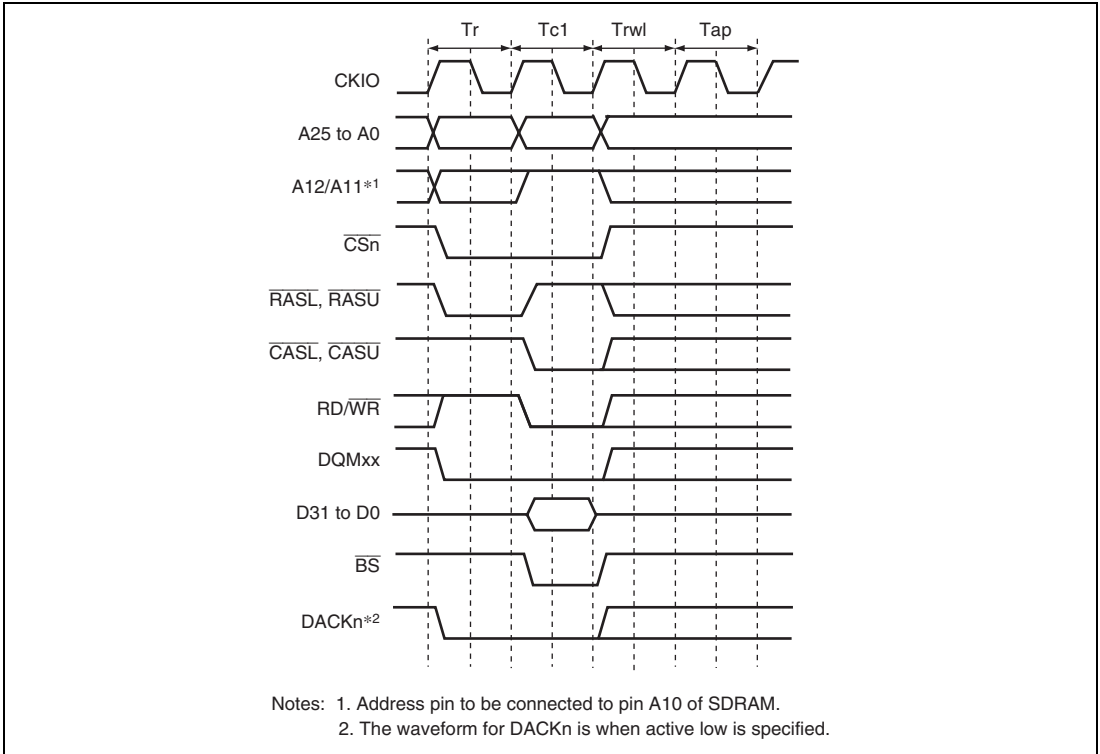 Tr Tc1 Trwl Tap
CKIO
A25 to A0
A12/A11*1
CSn
RASL, RASU
CASL, CASU
RD/WR
DQMxx
D31 to D0
BS
DACKn*2
Notes: 1. Address pin to be connected to pin A10 of SDRAM.
2. The waveform for DACKn is when active low is specified.